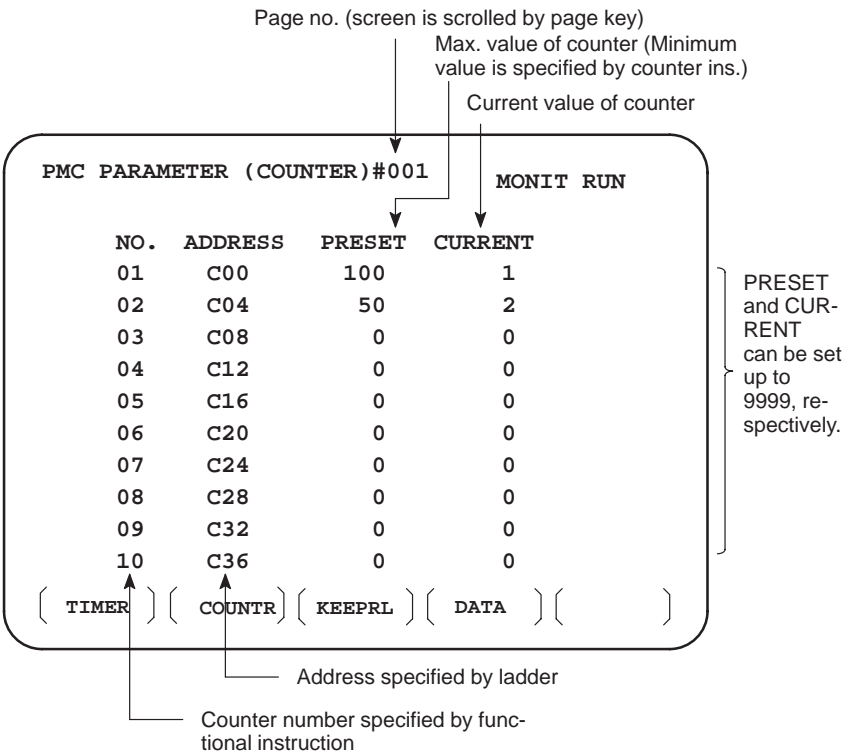 Page no. (screen is scrolled by page key)
Max. value of counter (Minimum
value is specified by counter ins.)
Current value of counter
PMC PARAMETER (COUNTER)#001
MONIT RUN
NO. ADDRESS PRESET CURRENT
01 C00 100 1
02 C04 50 2
03 C08 0 0
04 C12 0 0
05 C16 0 0
06 C20 0 0
07 C24 0 0
08 C28 0 0
09 C32 0 0
10 C36 0 0
PRESET
and CUR-
RENT
can be set
up to
9999, re-
spectively.
TIMER COUNTR KEEPRL DATA
Address specified by ladder
Counter number specified by func-
tional instruction